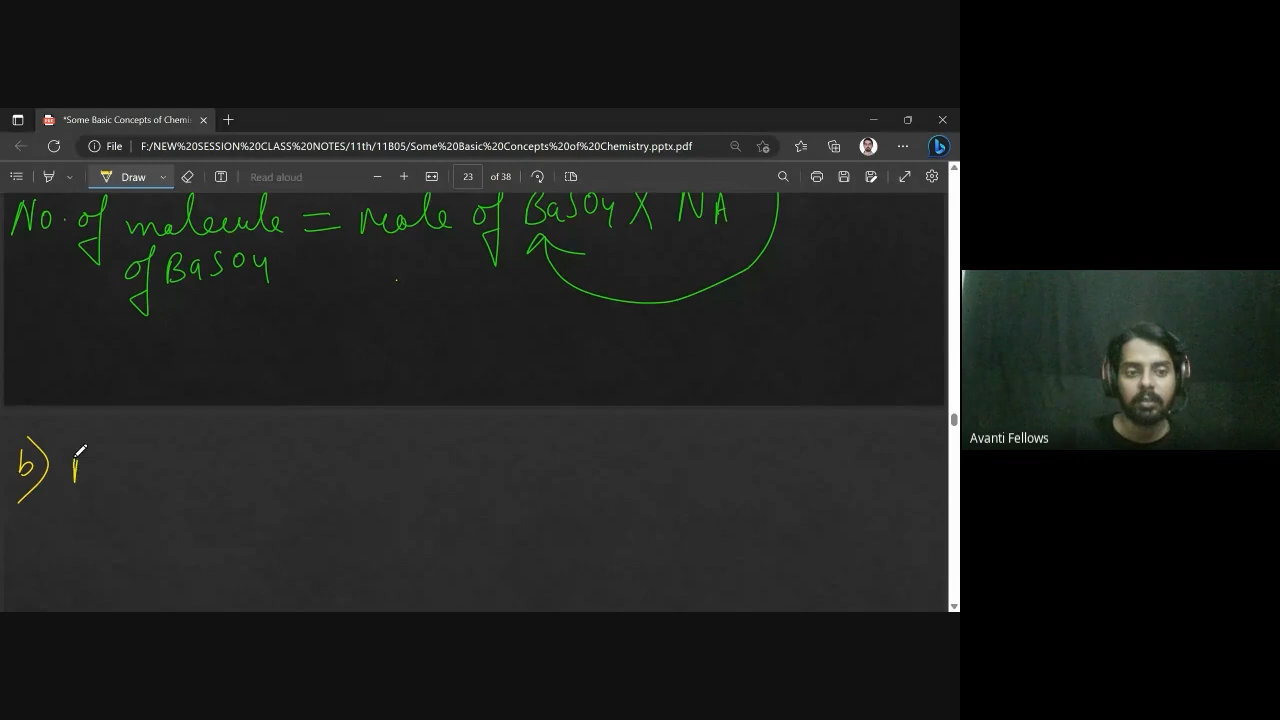 *Some Basic Concepts of Chemis
File F:/NEW%20SESSION%20CLASS%20NOTES/11th/11B05/Some%20Basic%20Concepts%20of%20Chemistry.pptx.pdf
Draw Read aloud 23 of 38
No. of molecule = mole of BaSO4 X NA
of BaSO4
b)
Avanti Fellows